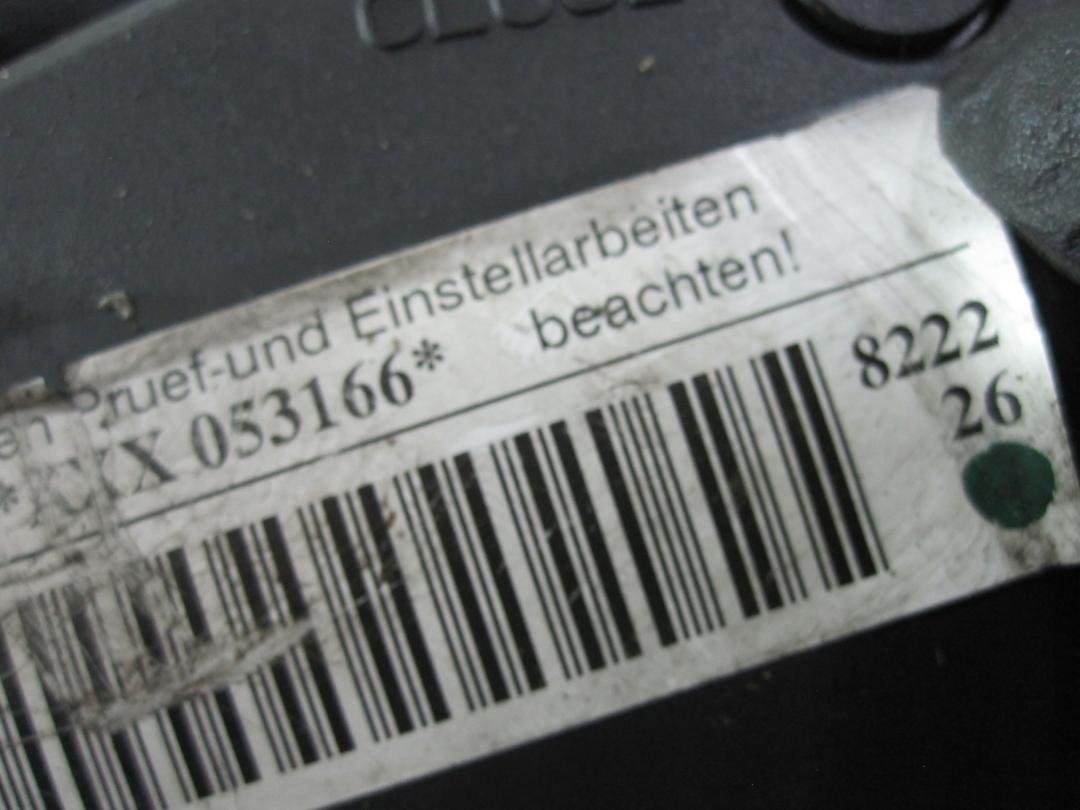 Pruef-und Einstellarbeiten
beachten!
X 053166*
8222
26